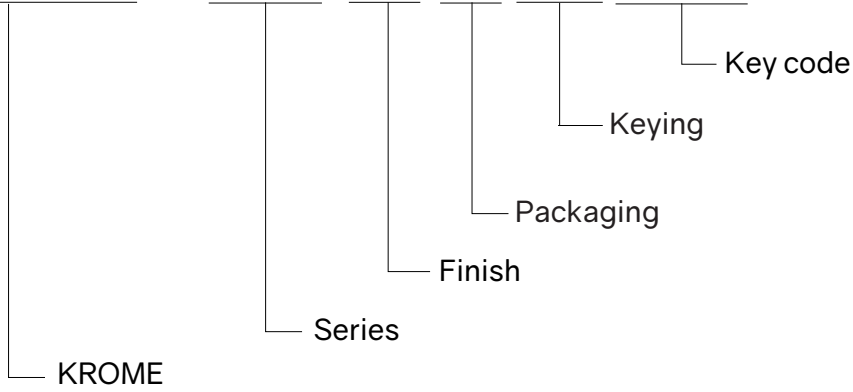 Key code
Keying
Packaging
Finish
Series
KROME